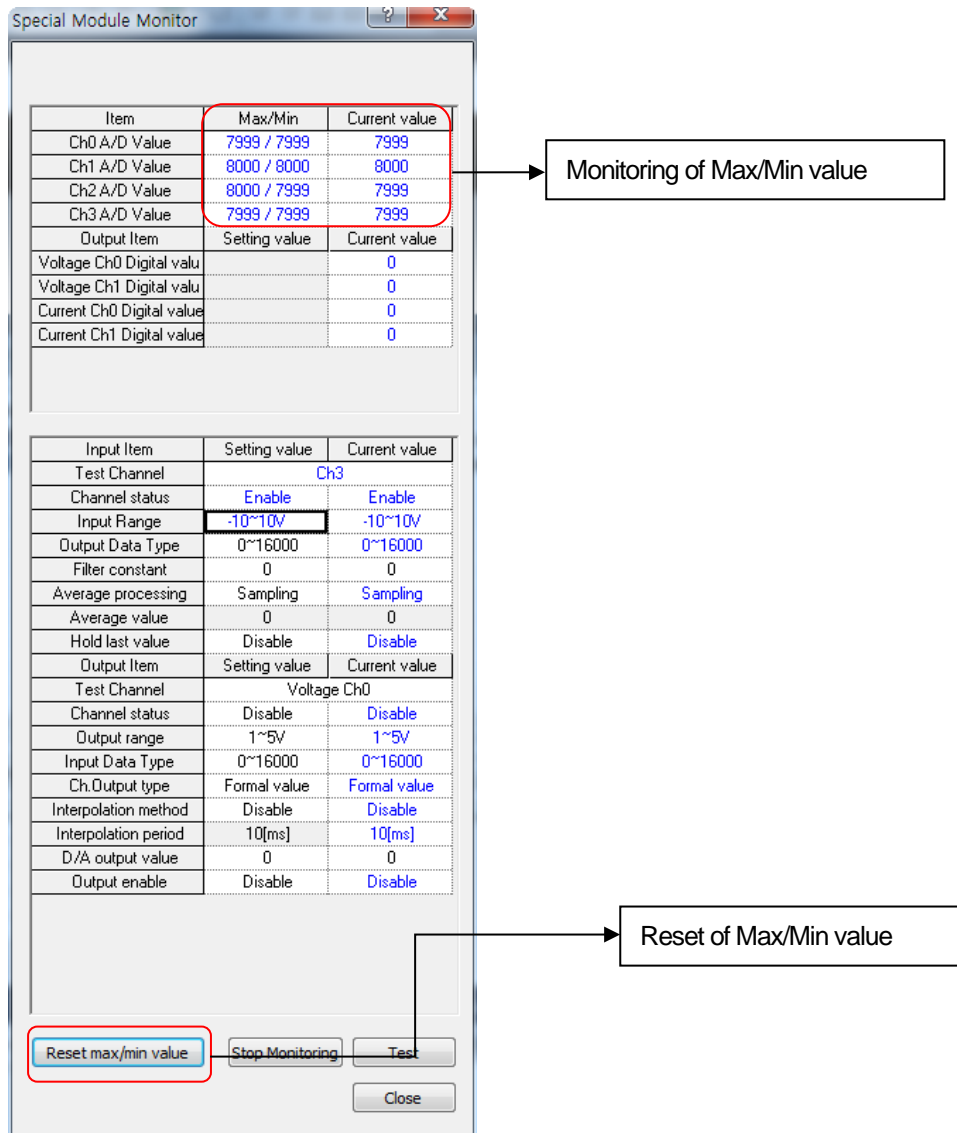 Special Module Monitor
?
X
Item Max/Min Current value
Ch0 A/D Value 7999 / 7999 7999
Ch1 A/D Value 8000 / 8000 8000
Ch2 A/D Value 8000 / 7999 7999
Ch3 A/D Value 7999 / 7999 7999
Output Item Setting value Current value
Voltage Ch0 Digital valu 0
Voltage Ch1 Digital valu 0
Current Ch0 Digital value 0
Current Ch1 Digital value 0
Monitoring of Max/Min value
Input Item Setting value Current value
Test Channel Ch3
Channel status Enable Enable
Input Range -10~10V -10~10V
Output Data Type 0~16000 0~16000
Filter constant 0 0
Average processing Sampling Sampling
Average value 0 0
Hold last value Disable Disable
Output Item Setting value Current value
Test Channel Voltage Ch0
Channel status Disable Disable
Output range 1~5V 1~5V
Input Data Type 0~16000 0~16000
Ch.Output type Formal value Formal value
Interpolation method Disable Disable
Interpolation period 10[ms] 10[ms]
D/A output value 0 0
Output enable Disable Disable
Reset of Max/Min value
Reset max/min value Stop Monitoring Test
Close